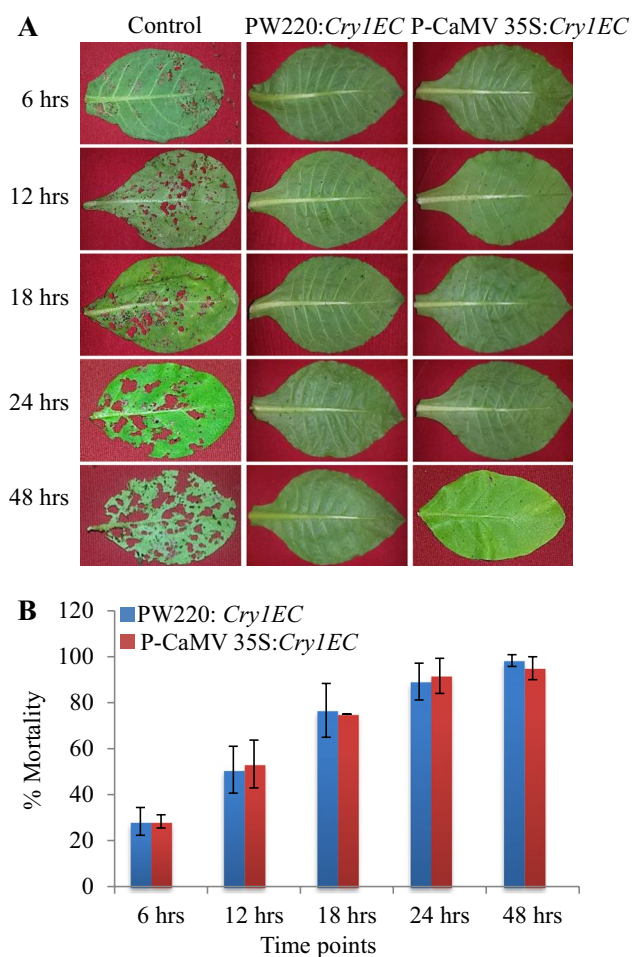 A
Control PW220:Cry1EC P-CaMV 35S:Cry1EC
6 hrs
12 hrs
18 hrs
24 hrs
48 hrs
B
120
100
80
60
40
20
0
% Mortality
PW220: Cry1EC
P-CaMV 35S:Cry1EC
6 hrs 12 hrs 18 hrs 24 hrs 48 hrs
Time points